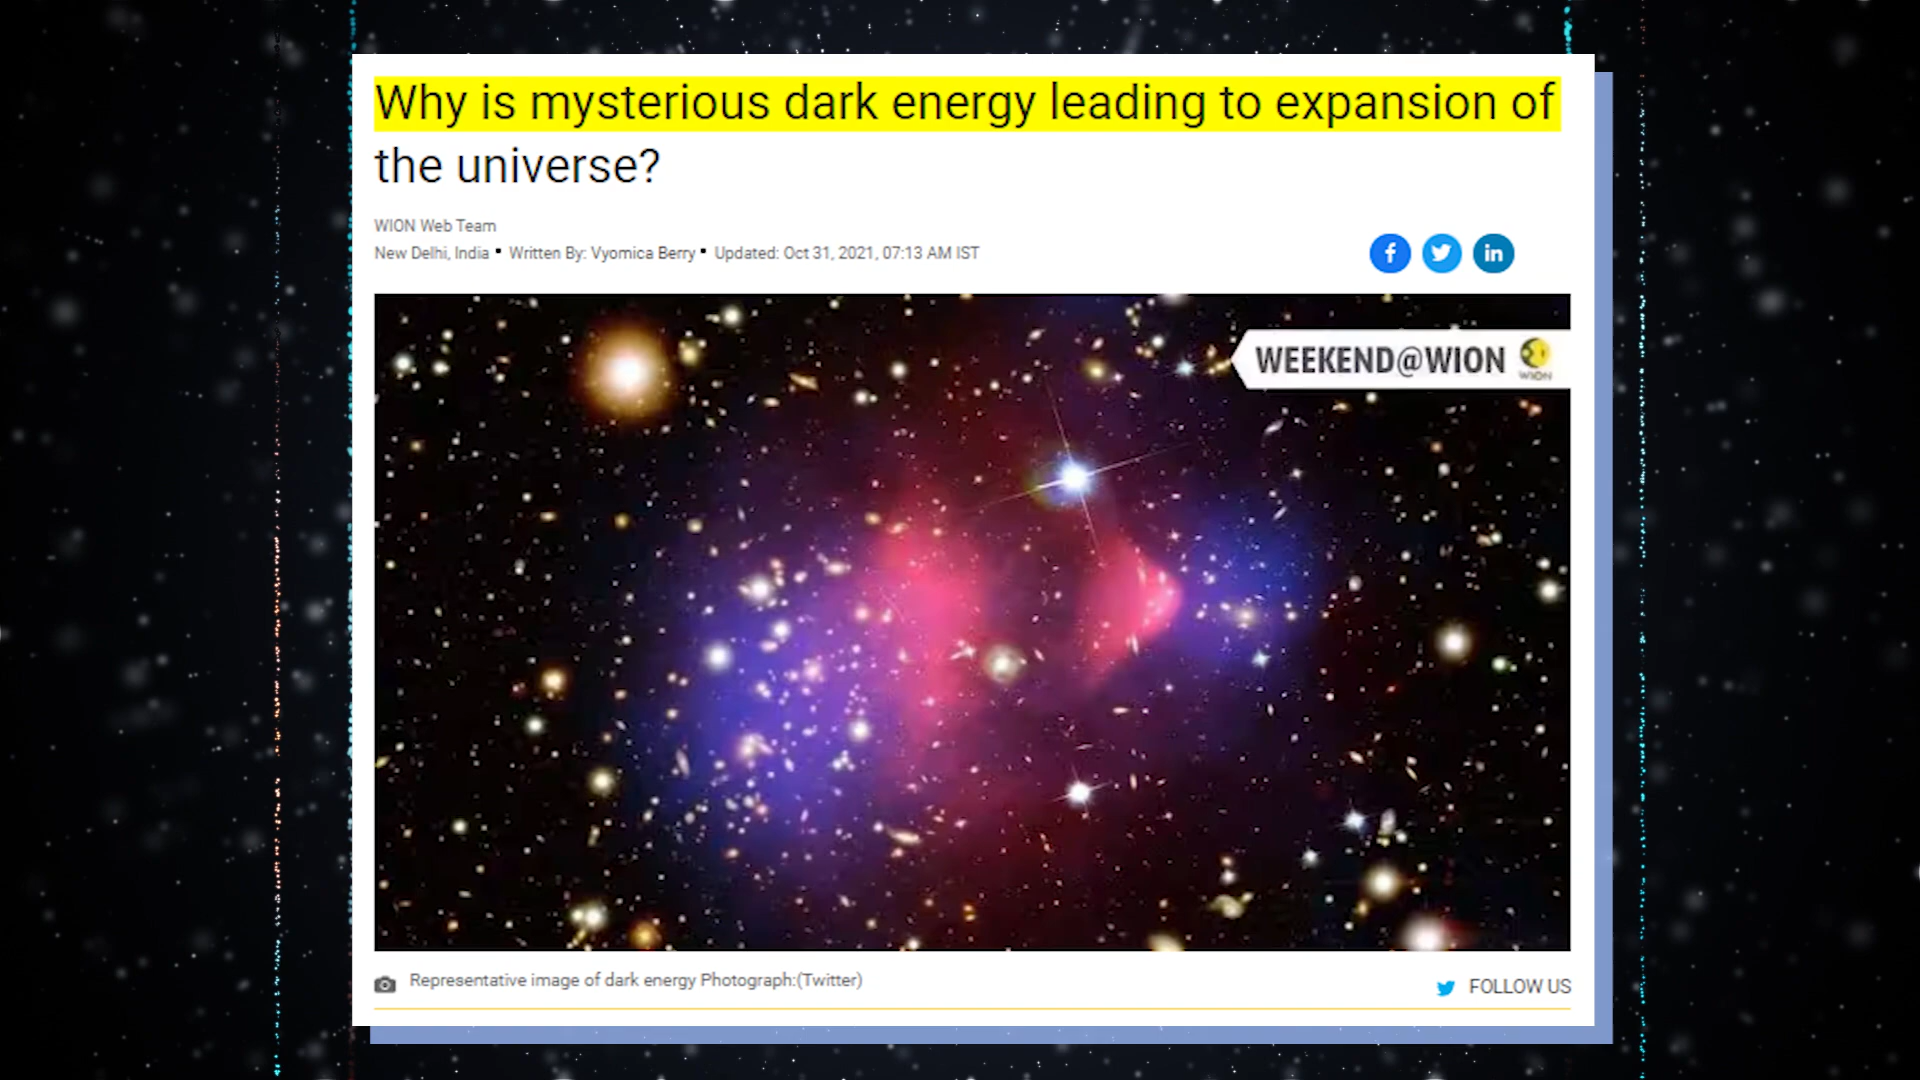 Why is mysterious dark energy leading to expansion of
the universe?
WION Web Team
New Delhi, India • Written By: Vyomica Berry • Updated: Oct 31, 2021, 07:13 AM IST
f in
WEEKEND@WION
WION
Representative image of dark energy Photograph:(Twitter)
FOLLOW US